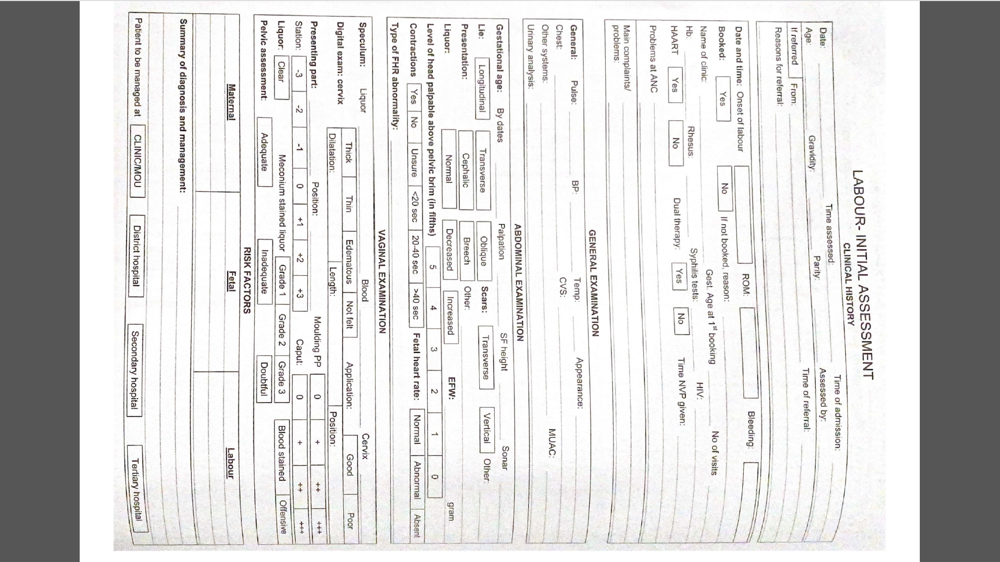 LABOUR- INITIAL ASSESSMENT
CLINICAL HISTORY
Date: Time assessed: Time of admission:
Age: Gravidity: Parity: Assessed by:
If referred From: Time of referral:
Reasons for referral:
Date and time: Onset of labour ROM: Bleeding:
Booked: Yes No If not booked, reason:
Name of clinic: Gest. Age at 1st booking No of visits
Hb: Rhesus: Syphilis tests: HIV:
HAART Yes No Dual therapy: Yes No Time NVP given:
Problems at ANC
Main complaints/
problems:
GENERAL EXAMINATION
General: Pulse: BP: Temp: Appearance:
Chest: CVS:
Other systems: MUAC:
Urinary analysis:
ABDOMINAL EXAMINATION
Gestational age: By dates Palpation SF height Sonar
Lie: Longitudinal Transverse Oblique Scars: Transverse Vertical Other:
Presentation: Cephalic Breech Other:
Liquor: Normal Decreased Increased EFW: gram
Level of head palpable above pelvic brim (in fifths) 5 4 3 2 1 0
Contractions Yes No Unsure <20 sec 20-40 sec >40 sec Fetal heart rate: Normal Abnormal Absent
Type of FHR abnormality:
VAGINAL EXAMINATION
Speculum: Liquor Blood Cervix
Digital exam: cervix Thick Thin Edematous Not felt Application: Good Poor
Dilatation: Length: Position:
Presenting part: Position: Moulding PP 0 + ++ +++
Station: -3 -2 -1 0 +1 +2 +3 Caput: 0 + ++ +++
Liquor: Clear Meconium stained liquor Grade 1 Grade 2 Grade 3 Blood stained Offensive
Pelvic assessment: Adequate Inadequate Doubtful
RISK FACTORS
Maternal Fetal Labour
Summary of diagnosis and management:
Patient to be managed at CLINIC/MOU District hospital Secondary hospital Tertiary hospital